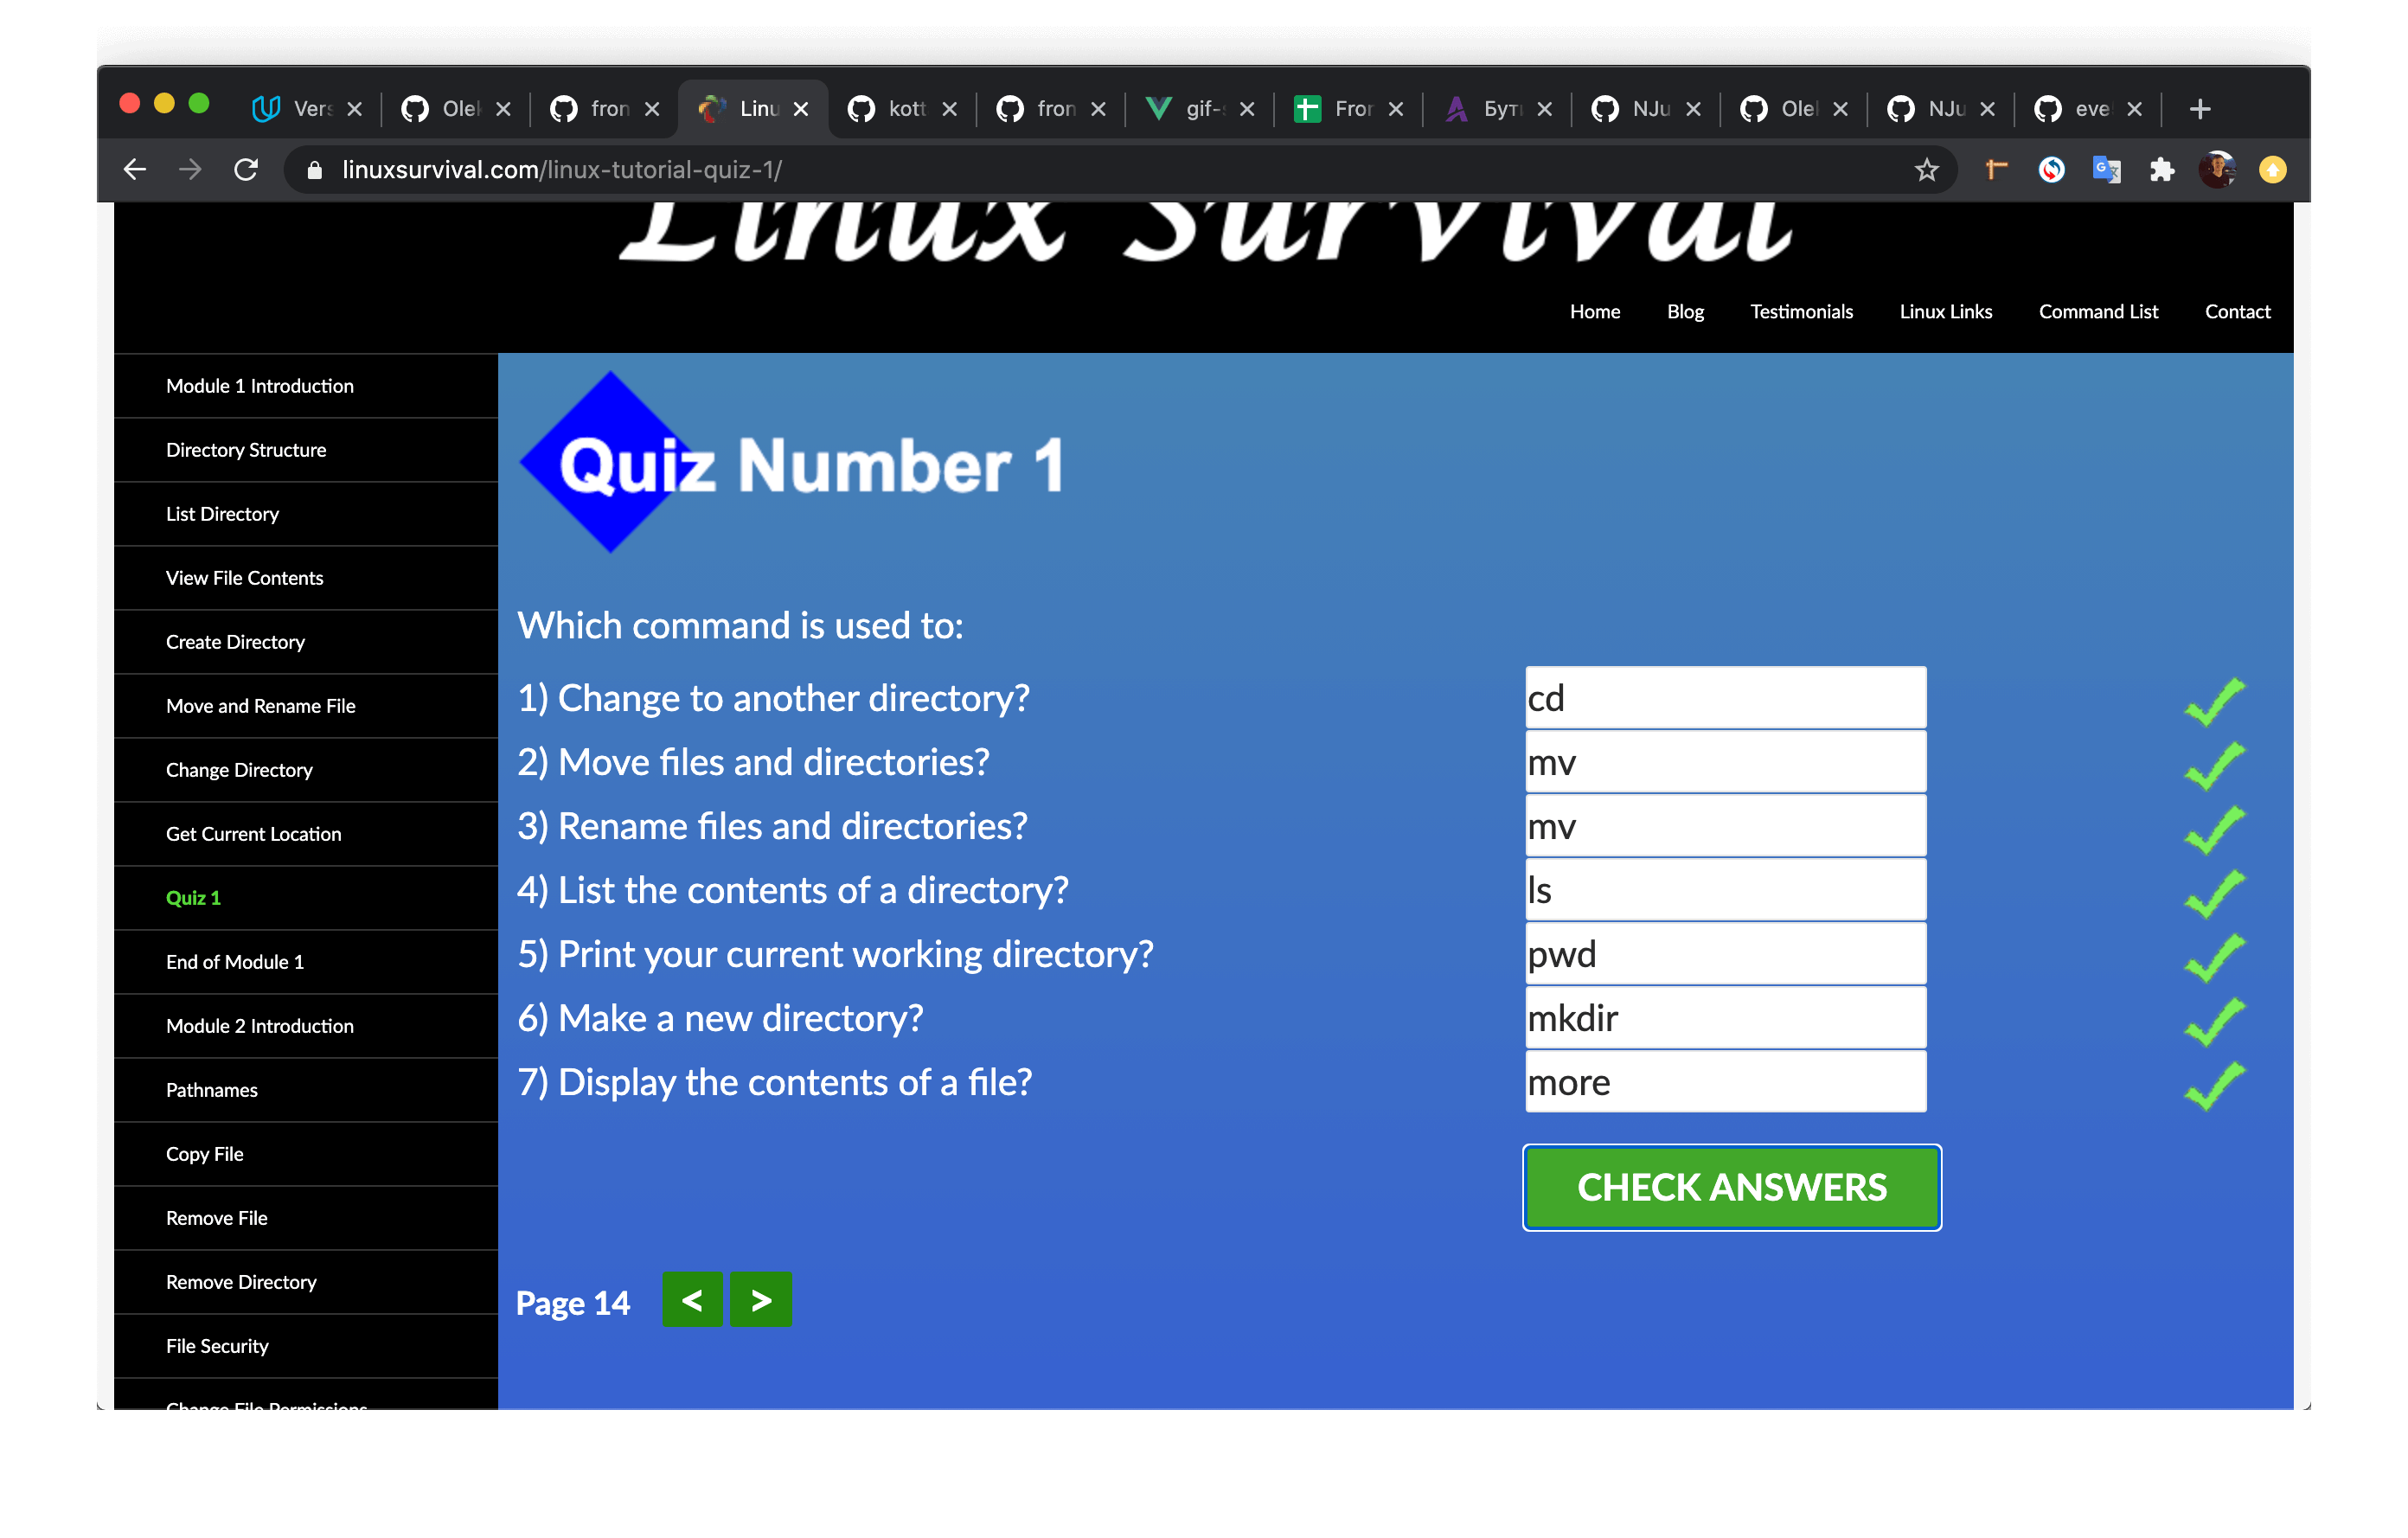 Vers
Olek
fron
Linu
kott
fron
gif-s
Fron
Бути
NJu
Olel
NJu
eve
linuxsurvival.com/linux-tutorial-quiz-1/
Linux Survival
Home
Blog
Testimonials
Linux Links
Command List
Contact
Module 1 Introduction
Directory Structure
List Directory
View File Contents
Create Directory
Move and Rename File
Change Directory
Get Current Location
Quiz 1
End of Module 1
Module 2 Introduction
Pathnames
Copy File
Remove File
Remove Directory
File Security
Change File Permissions
Quiz Number 1
Which command is used to:
1) Change to another directory? cd
2) Move files and directories? mv
3) Rename files and directories? mv
4) List the contents of a directory? ls
5) Print your current working directory? pwd
6) Make a new directory? mkdir
7) Display the contents of a file? more
CHECK ANSWERS
Page 14 < >